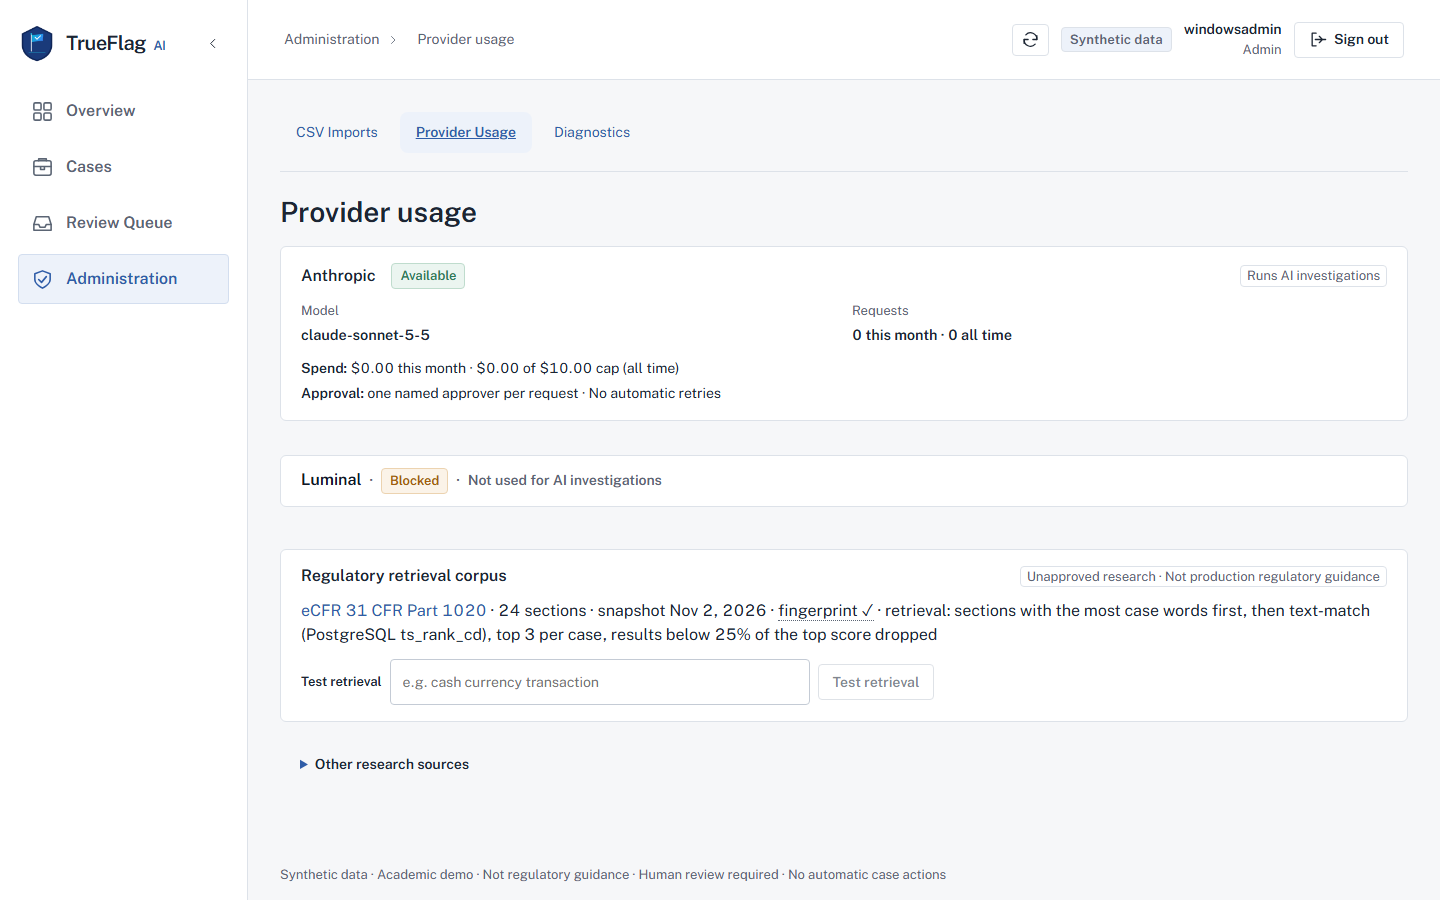 TrueFlag AI
Overview
Cases
Review Queue
Administration
Administration > Provider usage
Synthetic data
windowsadmin
Admin
Sign out
CSV Imports
Provider Usage
Diagnostics
Provider usage
Anthropic
Available
Runs AI investigations
Model
claude-sonnet-5-5
Requests
0 this month · 0 all time
Spend: $0.00 this month · $0.00 of $10.00 cap (all time)
Approval: one named approver per request · No automatic retries
Luminal · Blocked · Not used for AI investigations
Regulatory retrieval corpus
Unapproved research · Not production regulatory guidance
eCFR 31 CFR Part 1020 · 24 sections · snapshot Nov 2, 2026 · fingerprint ✓ · retrieval: sections with the most case words first, then text-match
(PostgreSQL ts_rank_cd), top 3 per case, results below 25% of the top score dropped
Test retrieval
e.g. cash currency transaction
Test retrieval
Other research sources
Synthetic data · Academic demo · Not regulatory guidance · Human review required · No automatic case actions